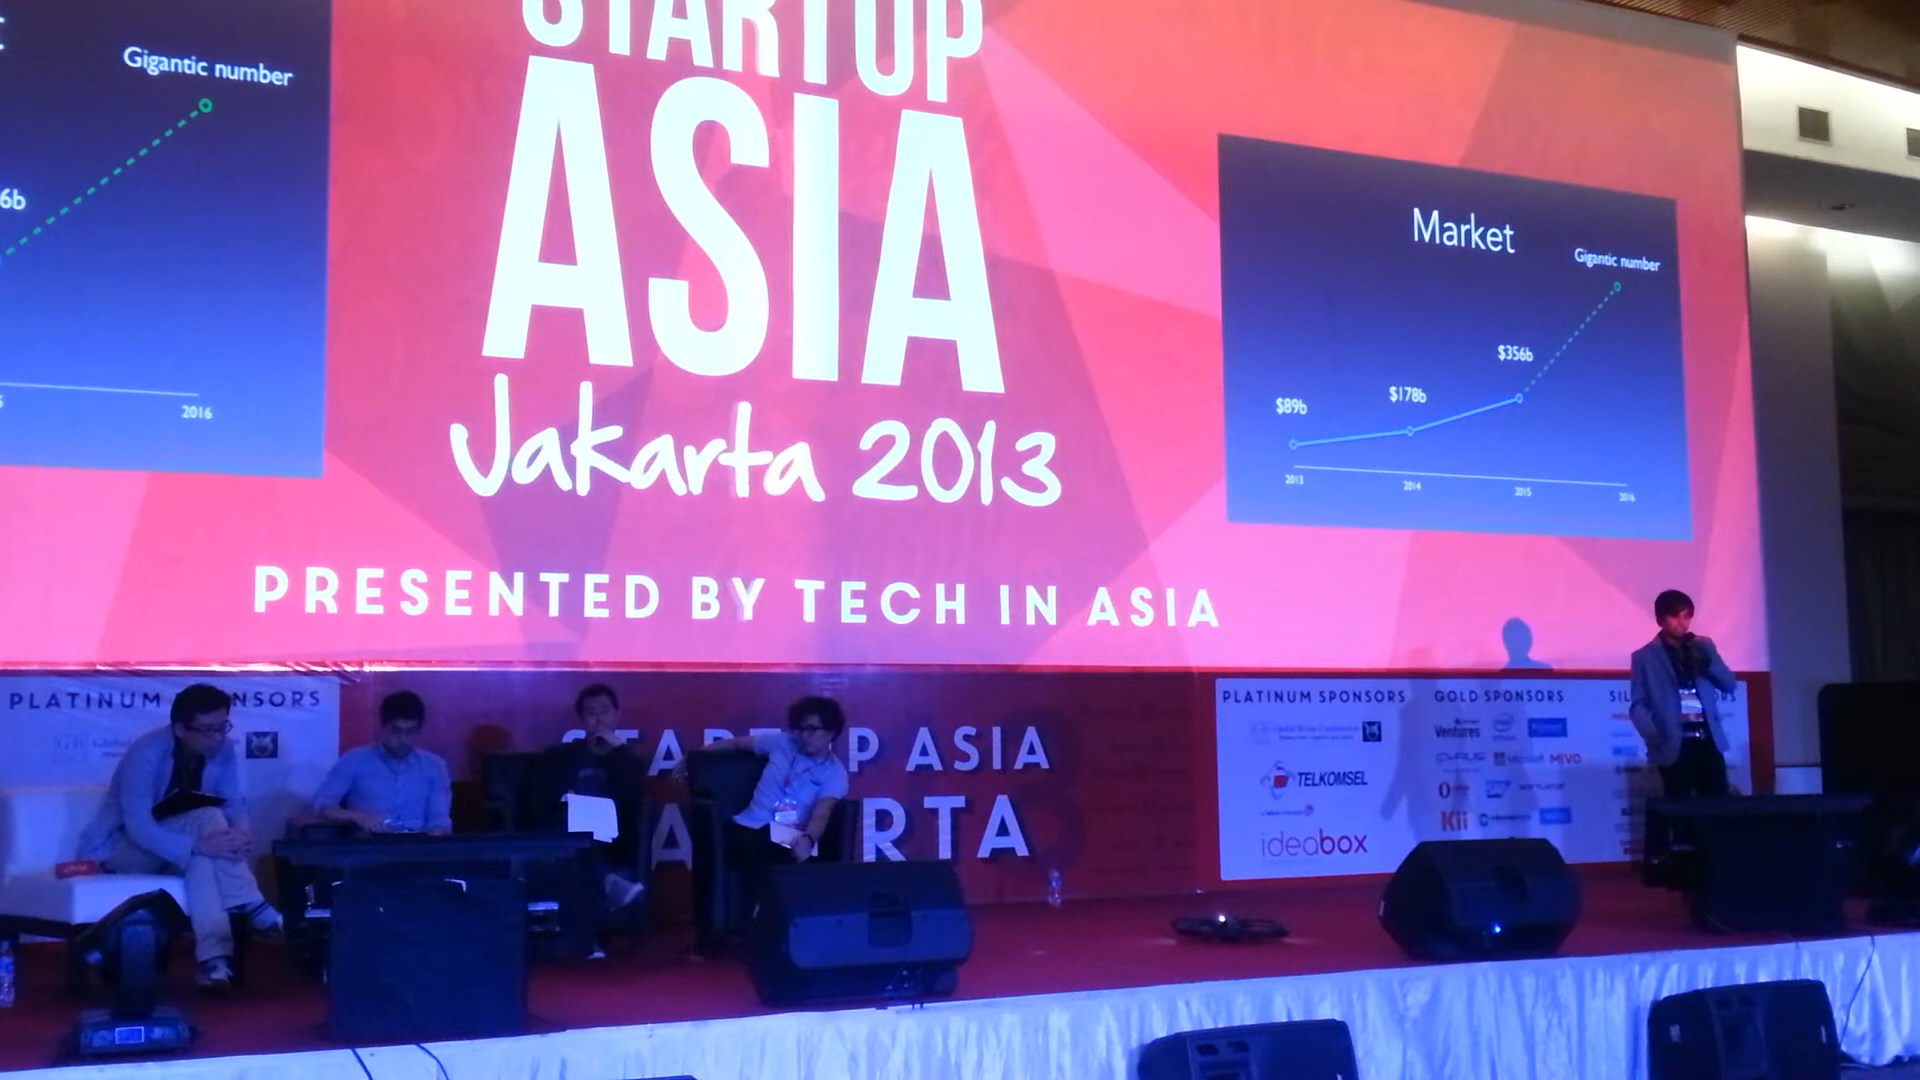 Gigantic number
6b
2016
STARTUP
ASIA
Jakarta 2013
PRESENTED BY TECH IN ASIA
Market
Gigantic number
$356b
$178b
$89b
2013
2014
2015
2016
PLATINUM SPONSORS
ASIA
RTA
PLATINUM SPONSORS
GOLD SPONSORS
Ventures
TELKOMSEL
CYRUS
Microsoft
MIVO
Kii
ideabox